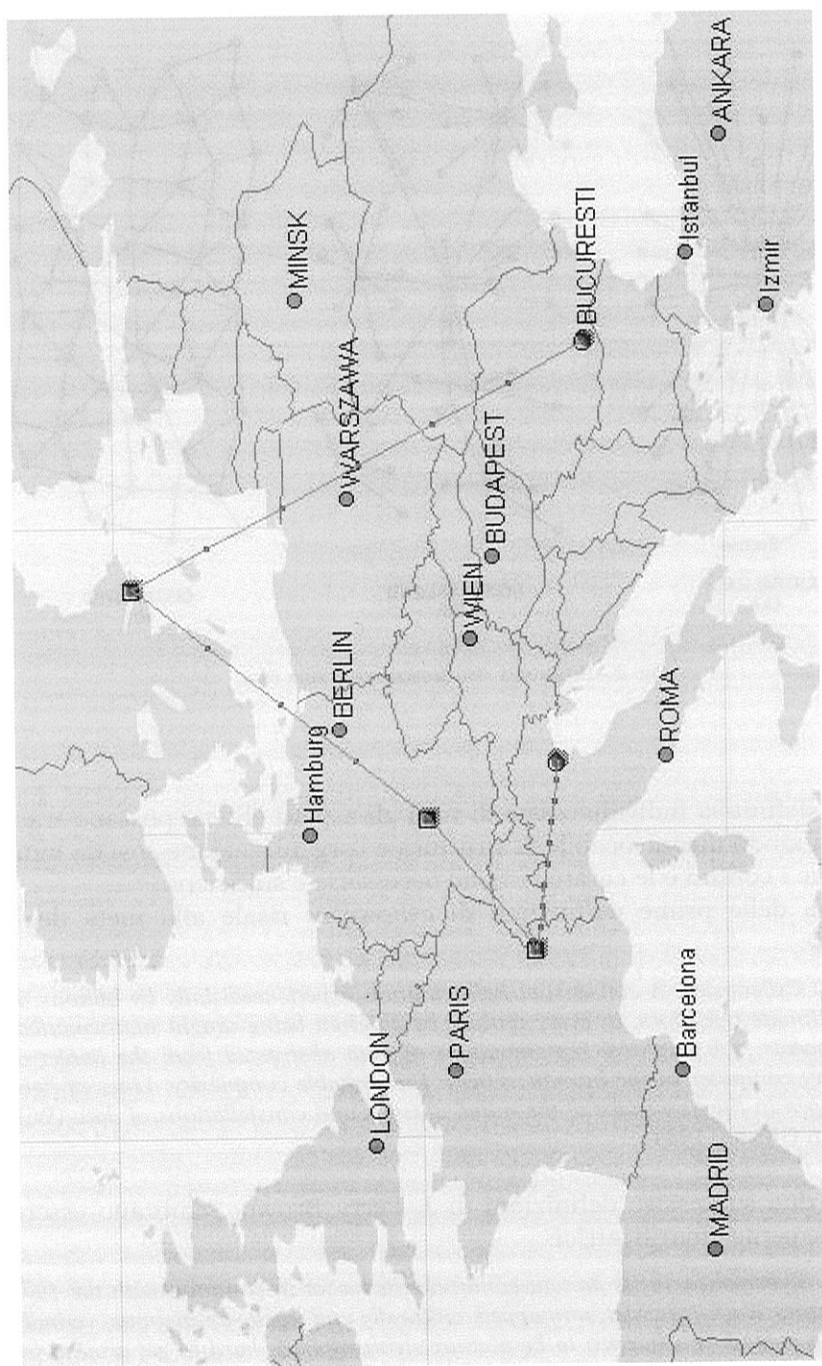 MINSK
Hamburg
BERLIN
WARSZAWA
LONDON
PARIS
WIEN
BUDAPEST
BUCURESTI
Barcelona
MADRID
ROMA
Istanbul
ANKARA
Izmir